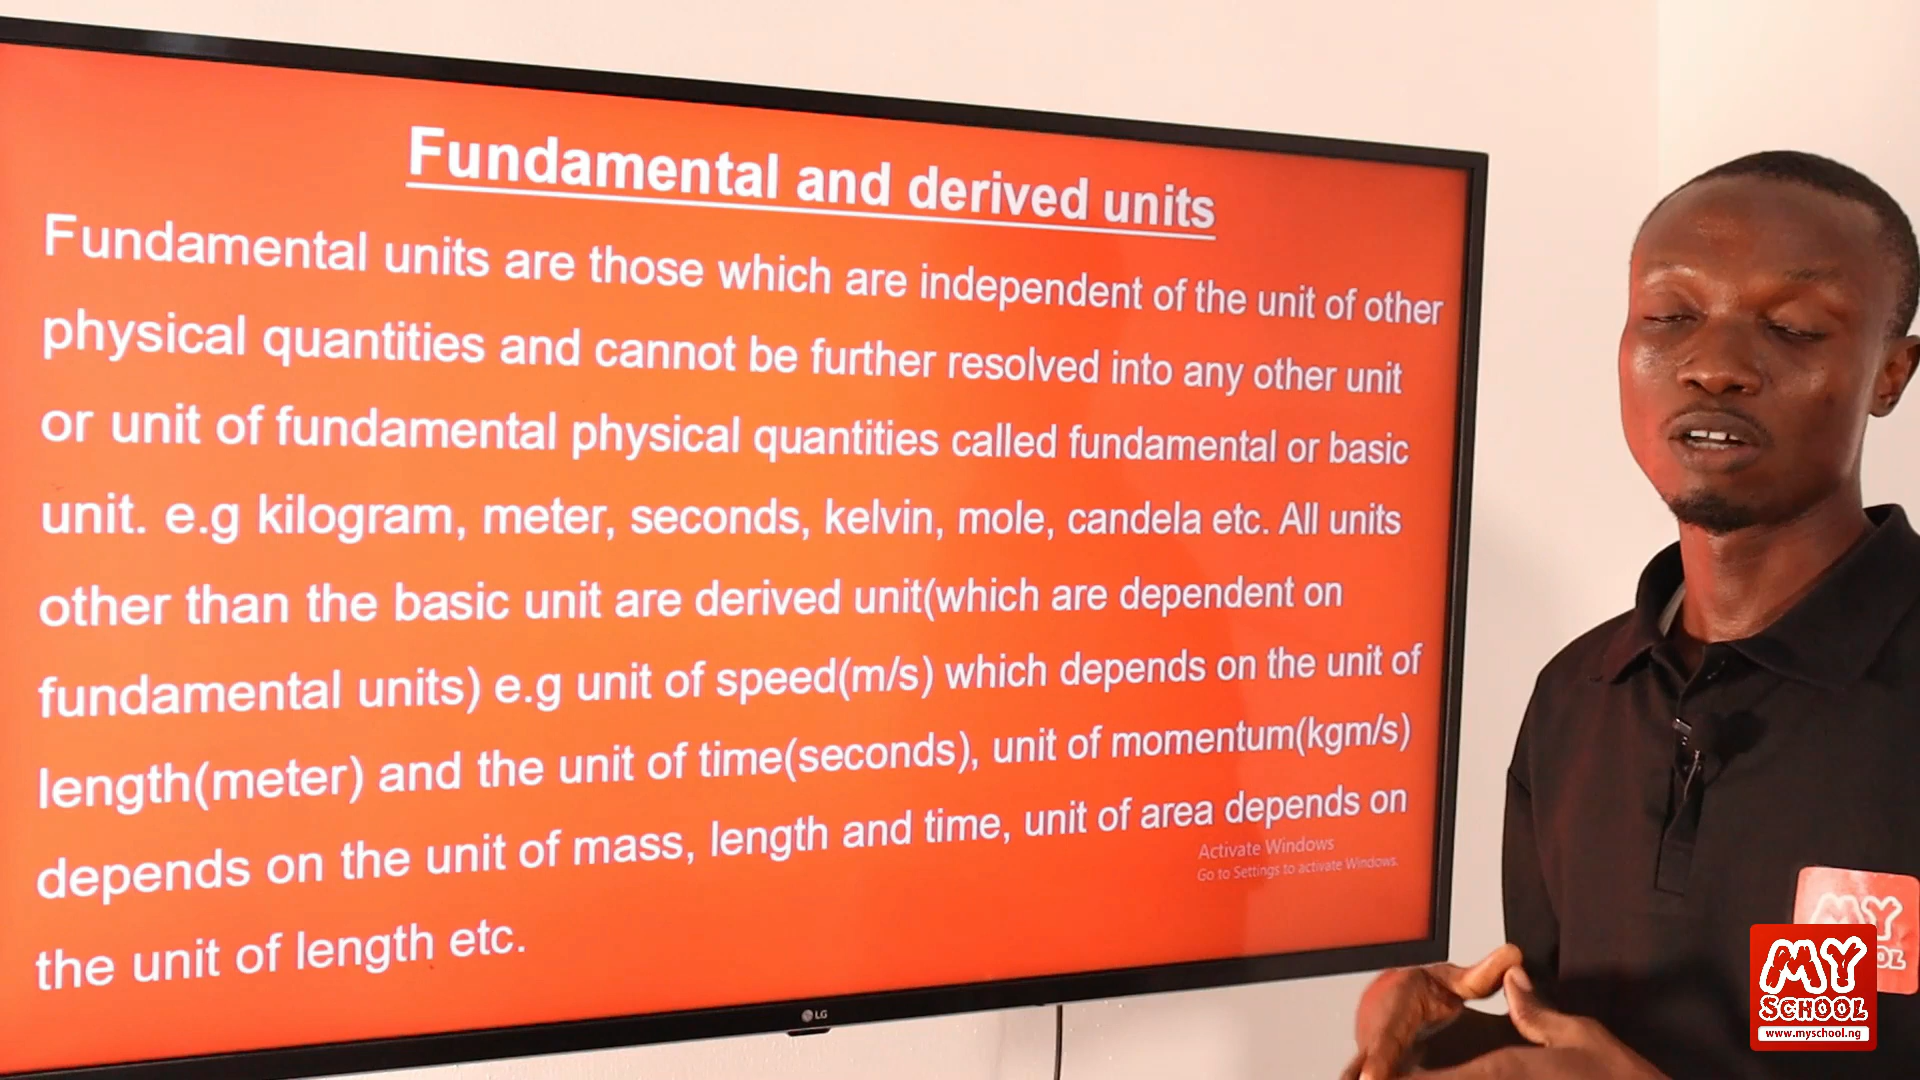 Fundamental and derived units
Fundamental units are those which are independent of the unit of other
physical quantities and cannot be further resolved into any other unit
or unit of fundamental physical quantities called fundamental or basic
unit. e.g kilogram, meter, seconds, kelvin, mole, candela etc. All units
other than the basic unit are derived unit(which are dependent on
fundamental units) e.g unit of speed(m/s) which depends on the unit of
length(meter) and the unit of time(seconds), unit of momentum(kgm/s)
depends on the unit of mass, length and time, unit of area depends on
the unit of length etc.
Activate Windows
Go to Settings to activate Windows.
LG
MY
OL
MY
SCHOOL
www.myschool.ng